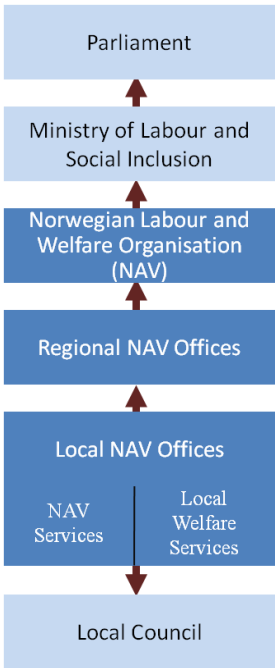 Parliament
Ministry of Labour and
Social Inclusion
Norwegian Labour and
Welfare Organisation
(NAV)
Regional NAV Offices
Local NAV Offices
NAV
Services
Local
Welfare
Services
Local Council